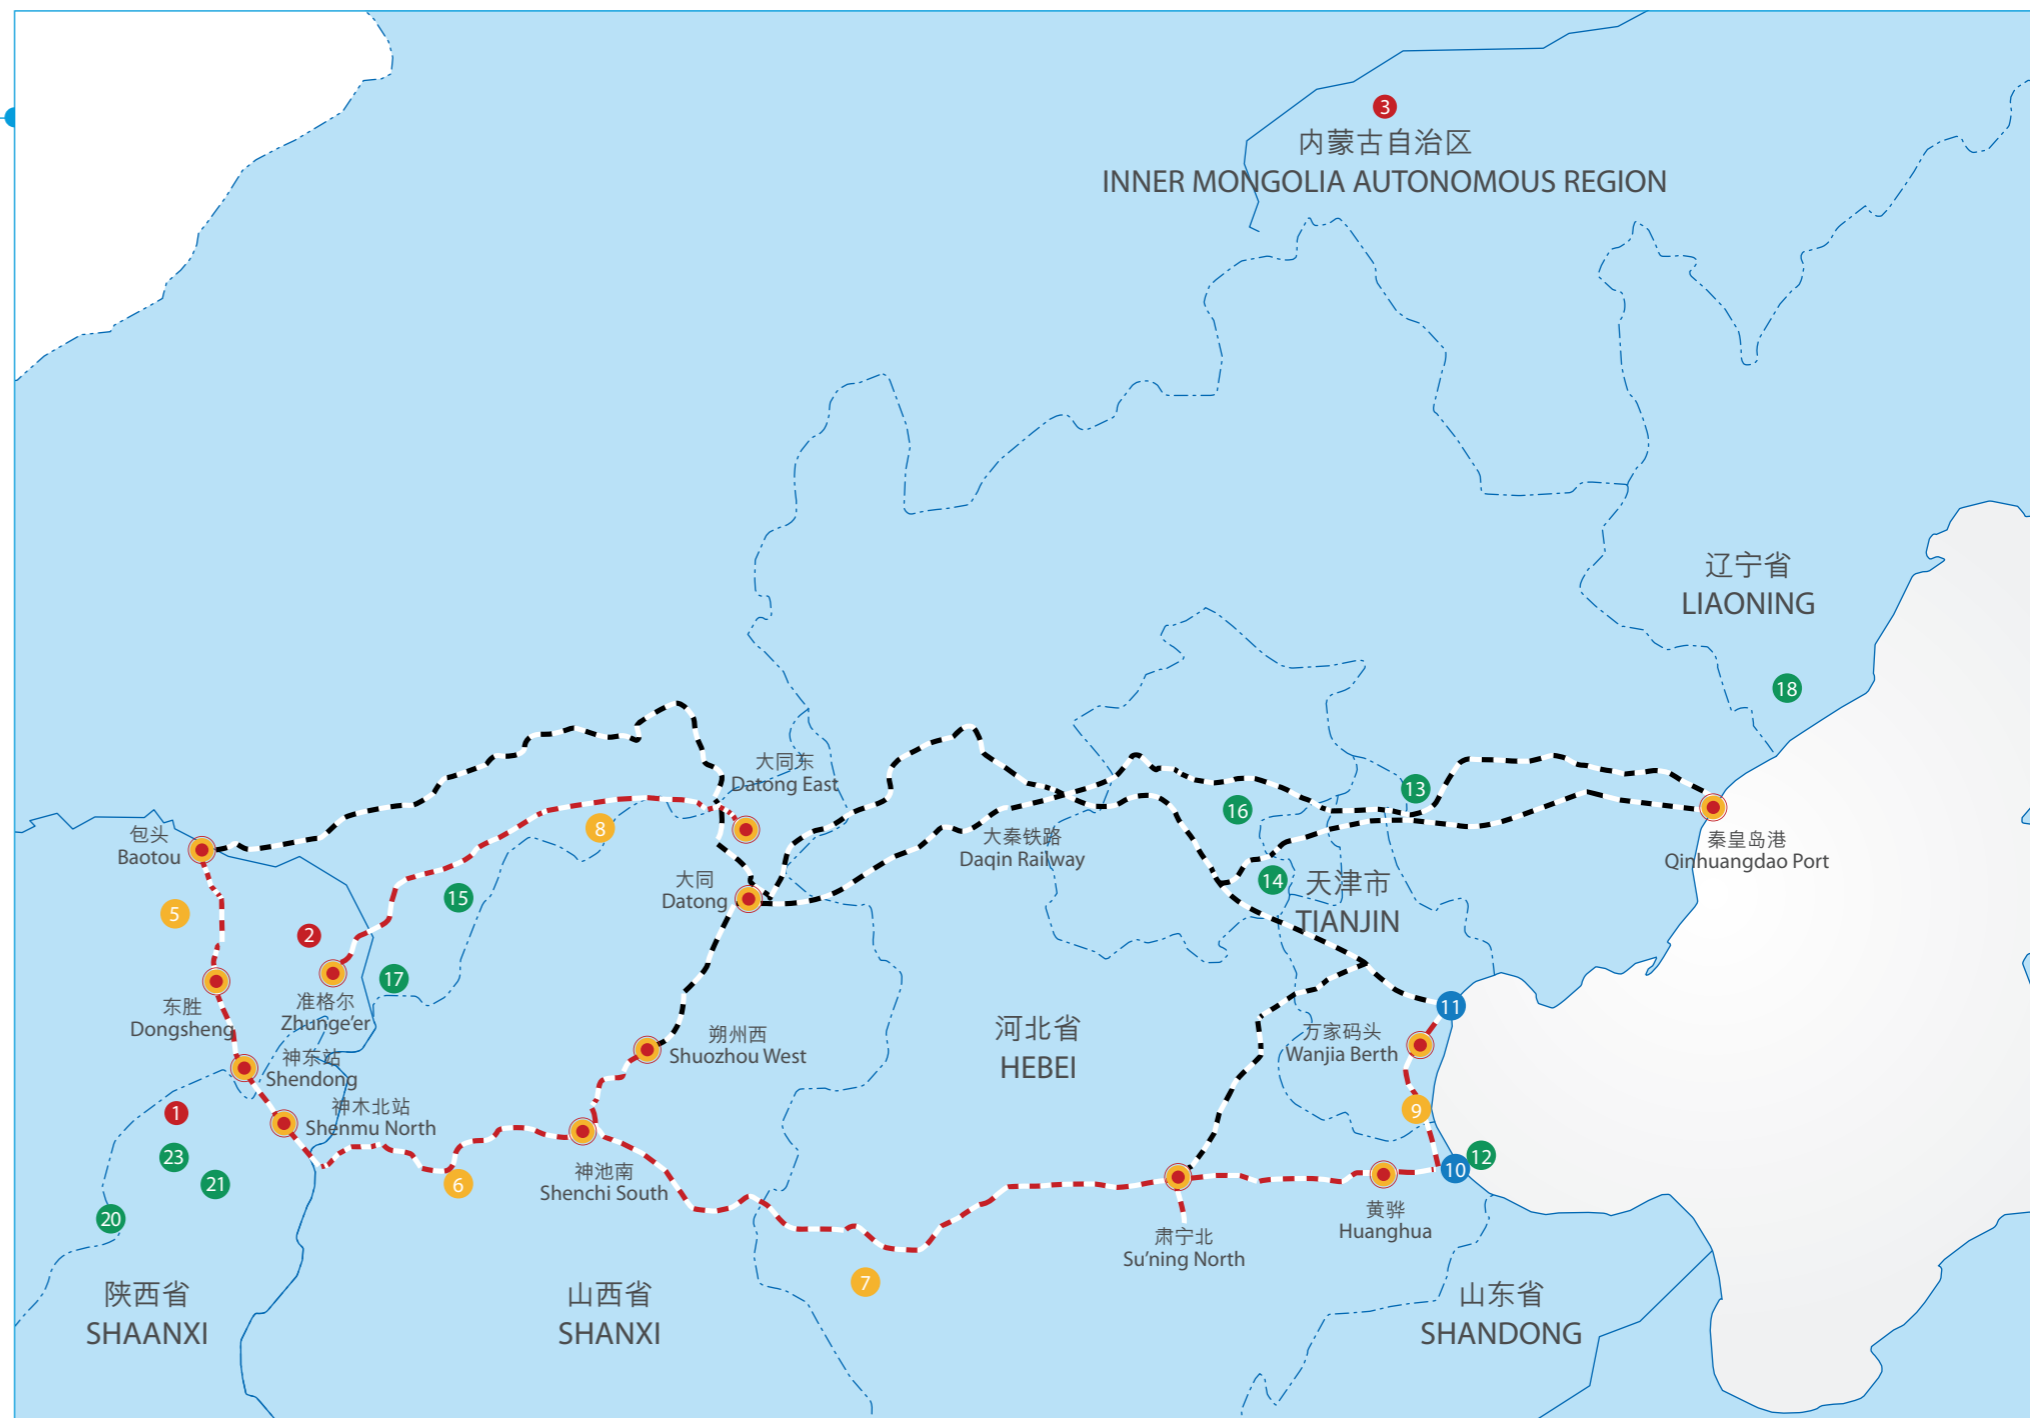 3
内蒙古自治区
INNER MONGOLIA AUTONOMOUS REGION
辽宁省
LIAONING
18
大同东
Datong East
13
16
8
包头
Baotou
大秦铁路
Daqin Railway
秦皇岛港
Qinhuangdao Port
大同
Datong
14
天津市
TIANJIN
15
5
2
17
东胜
Dongsheng
准格尔
Zhunge'er
11
万家码头
Wanjia Berth
朔州西
Shuozhou West
河北省
HEBEI
神东站
Shendong
神木北站
Shenmu North
1
9
23
21
20
6
神池南
Shenchi South
12
10
黄骅
Huanghua
肃宁北
Su'ning North
7
陕西省
SHAANXI
山西省
SHANXI
山东省
SHANDONG